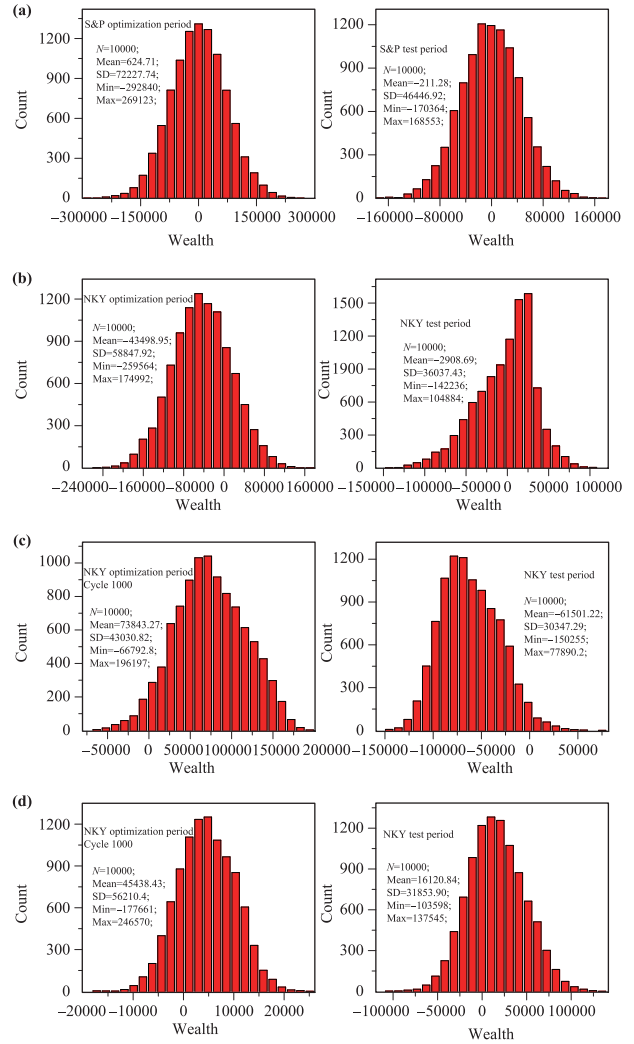 (a)
S&P optimization period
N=10000;
Mean=624.71;
SD=72227.74;
Min=−292840;
Max=269123;
Count
1200
900
600
300
0
−300000 −150000 0 150000 300000
Wealth
S&P test period
N=10000;
Mean=−211.28;
SD=46446.92;
Min=−170364;
Max=168553;
Count
1200
900
600
300
0
−160000 −80000 0 80000 160000
Wealth
(b)
NKY optimization period
N=10000;
Mean=−43498.95;
SD=58847.92;
Min=−259564;
Max=174992;
Count
1200
900
600
300
0
−240000 −160000 −80000 0 80000 160000
Wealth
NKY test period
N=10000;
Mean=−2908.69;
SD=36037.43;
Min=−142236;
Max=104884;
Count
1500
1200
900
600
300
0
−150000 −100000 −50000 0 50000 100000
Wealth
(c)
NKY optimization period
Cycle 1000
N=10000;
Mean=73843.27;
SD=43030.82;
Min=−66792.8;
Max=196197;
Count
1000
800
600
400
200
0
−50000 0 50000 100000 150000 200000
Wealth
NKY test period
N=10000;
Mean=−61501.22;
SD=30347.29;
Min=−150255;
Max=77890.2;
Count
1200
900
600
300
0
−150000 −100000 −50000 0 50000
Wealth
(d)
NKY optimization period
Cycle 1000
N=10000;
Mean=45438.43;
SD=56210.4;
Min=−177661;
Max=246570;
Count
1200
900
600
300
0
−20000 −10000 0 10000 20000
Wealth
NKY test period
N=10000;
Mean=16120.84;
SD=31853.90;
Min=−103598;
Max=137545;
Count
1200
900
600
300
0
−100000 −50000 0 50000 100000
Wealth